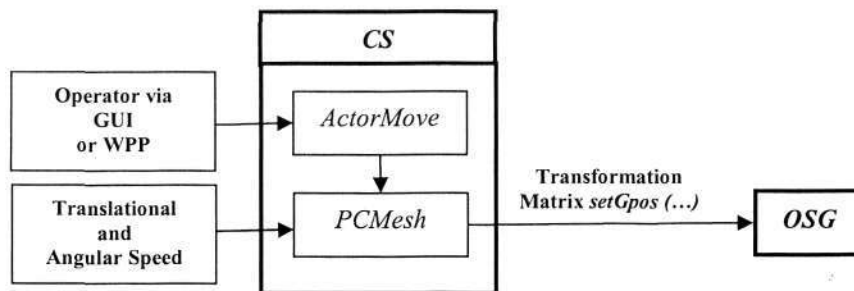 CS
Operator via
GUI
or WPP
ActorMove
Translational
and
Angular Speed
PCMesh
Transformation
Matrix setGpos (...)
OSG